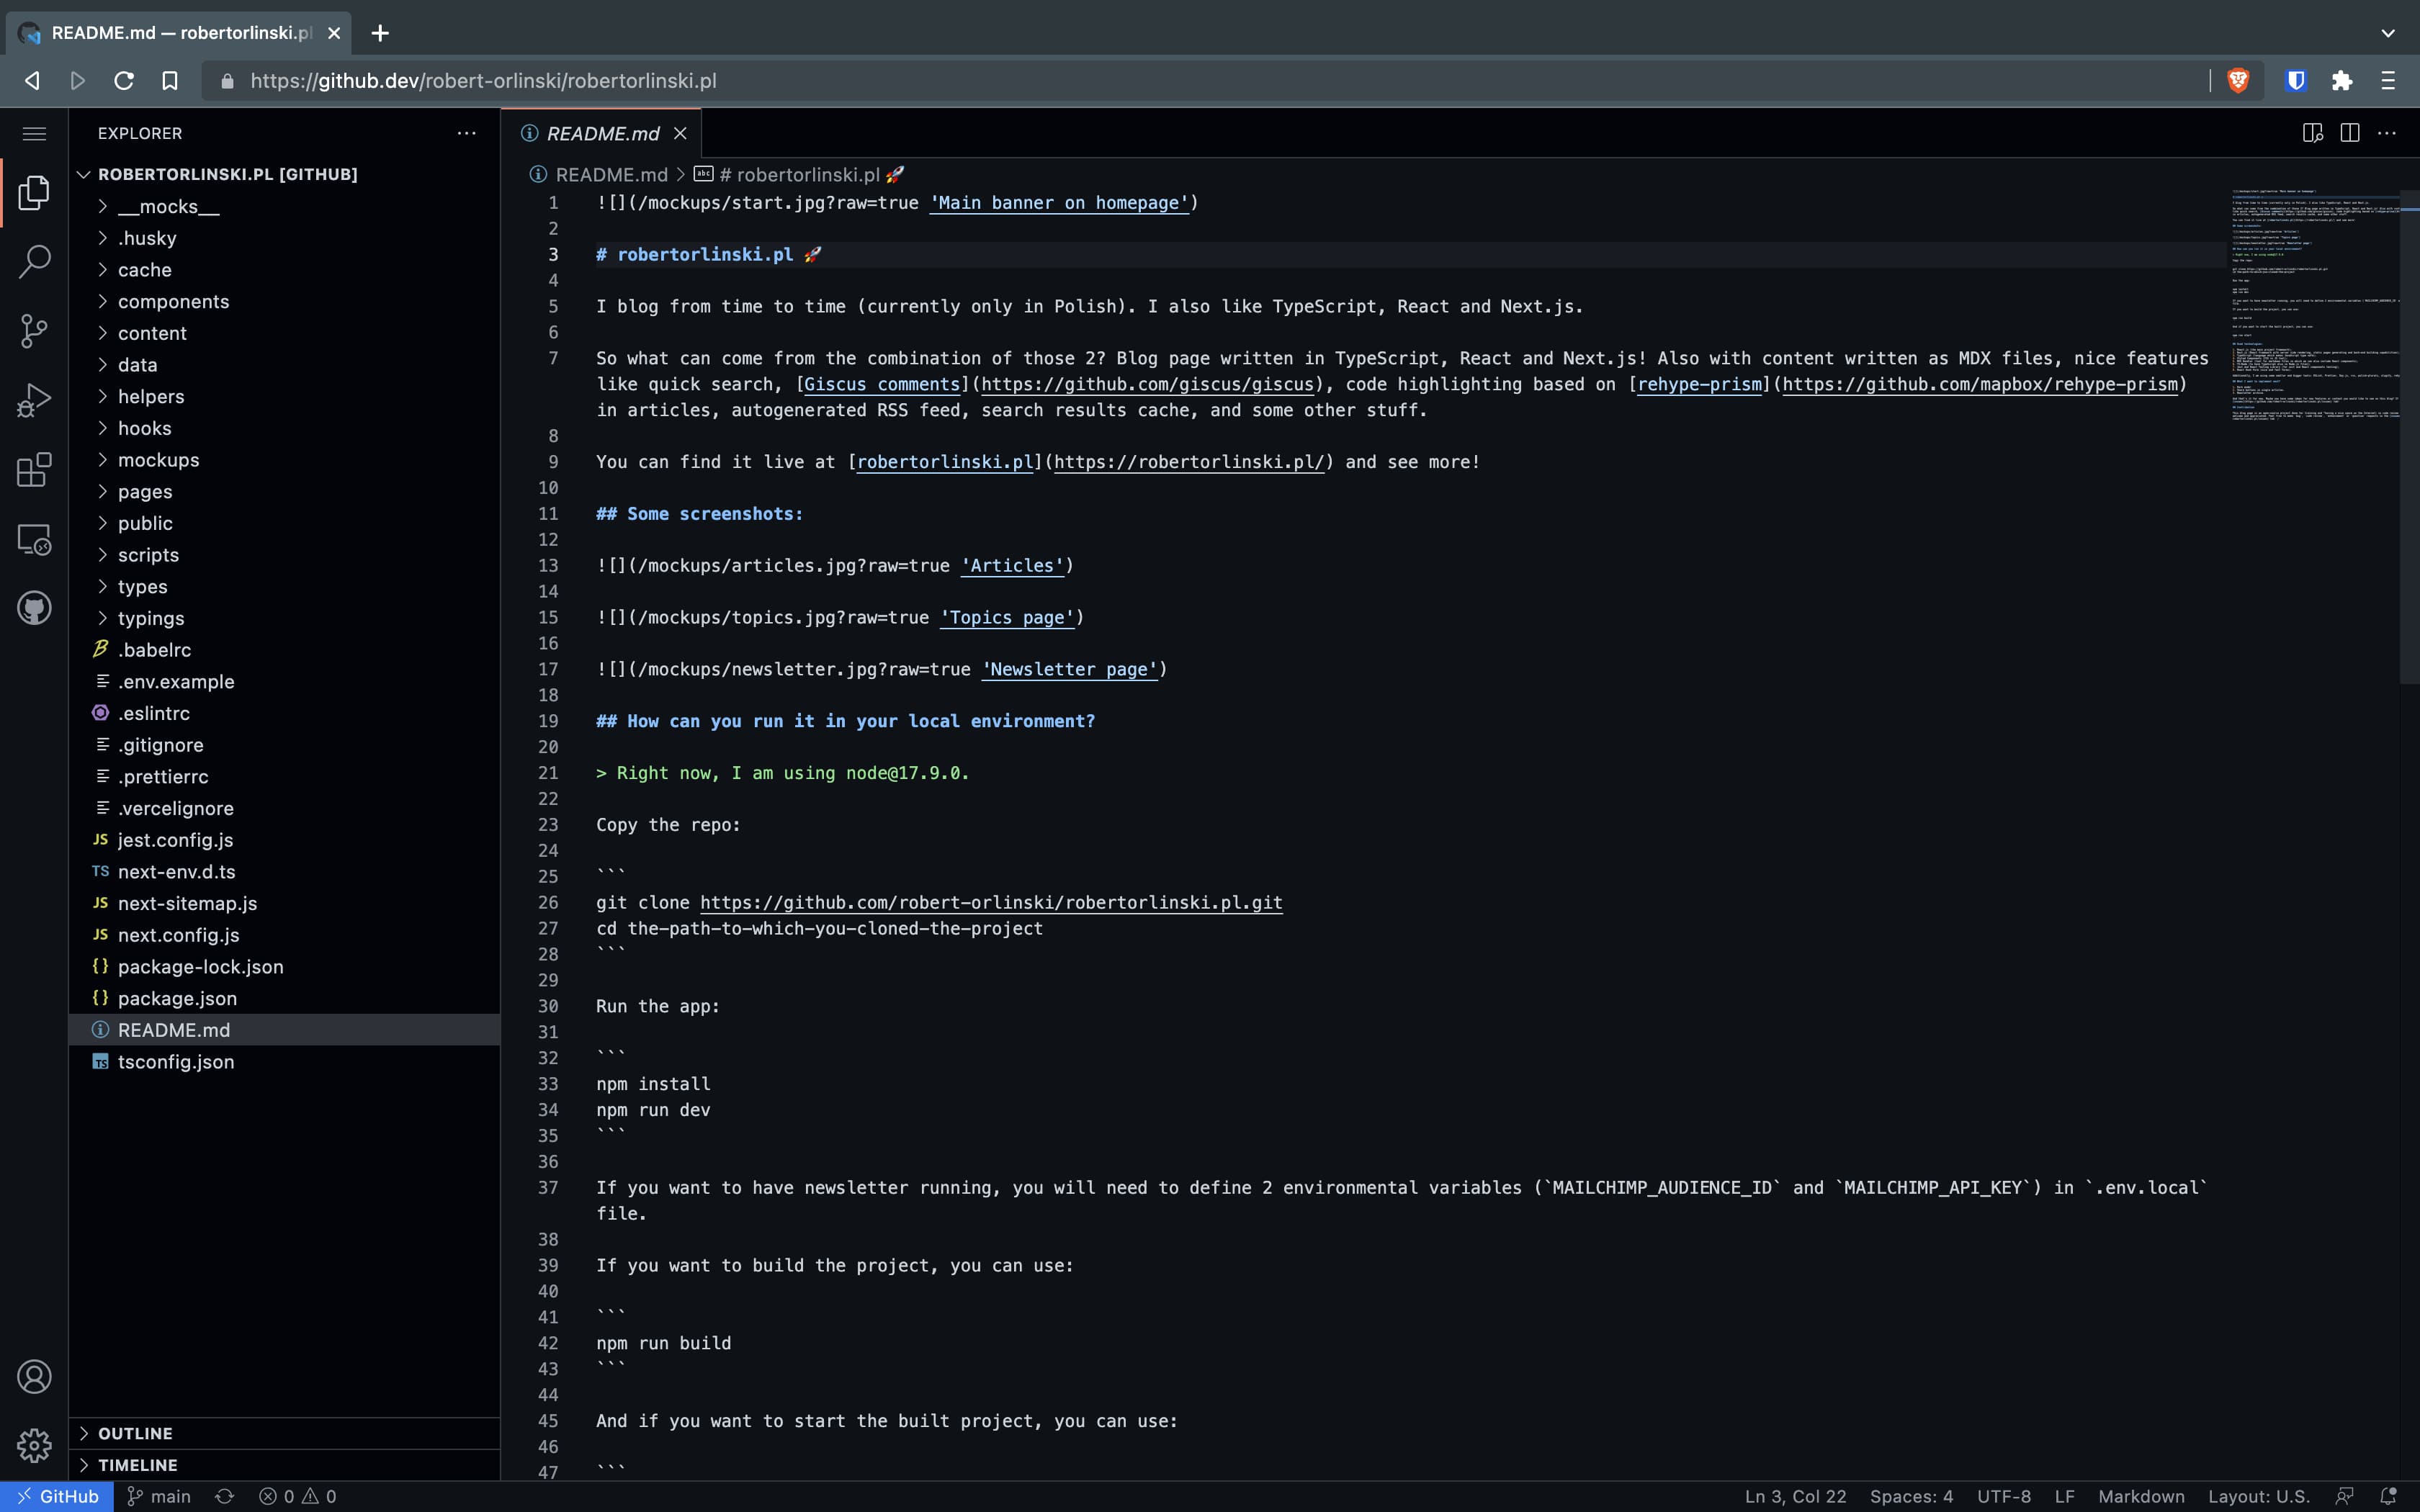 README.md — robertorlinski.pl
https://github.dev/robert-orlinski/robertorlinski.pl
EXPLORER
ROBERTORLINSKI.PL [GITHUB]
__mocks__
.husky
cache
components
content
data
helpers
hooks
mockups
pages
public
scripts
types
typings
.babelrc
.env.example
.eslintrc
.gitignore
.prettierrc
.vercelignore
JS jest.config.js
TS next-env.d.ts
JS next-sitemap.js
JS next.config.js
{} package-lock.json
{} package.json
README.md
TS tsconfig.json
OUTLINE
TIMELINE
README.md
README.md > abc # robertorlinski.pl 🚀
1 ![](/mockups/start.jpg?raw=true 'Main banner on homepage')
2
3 # robertorlinski.pl 🚀
4
5 I blog from time to time (currently only in Polish). I also like TypeScript, React and Next.js.
6
7 So what can come from the combination of those 2? Blog page written in TypeScript, React and Next.js! Also with content written as MDX files, nice features
like quick search, [Giscus comments](https://github.com/giscus/giscus), code highlighting based on [rehype-prism](https://github.com/mapbox/rehype-prism)
in articles, autogenerated RSS feed, search results cache, and some other stuff.
8
9 You can find it live at [robertorlinski.pl](https://robertorlinski.pl/) and see more!
10
11 ## Some screenshots:
12
13 ![](/mockups/articles.jpg?raw=true 'Articles')
14
15 ![](/mockups/topics.jpg?raw=true 'Topics page')
16
17 ![](/mockups/newsletter.jpg?raw=true 'Newsletter page')
18
19 ## How can you run it in your local environment?
20
21 > Right now, I am using node@17.9.0.
22
23 Copy the repo:
24
25 ```
26 git clone https://github.com/robert-orlinski/robertorlinski.pl.git
27 cd the-path-to-which-you-cloned-the-project
28 ```
29
30 Run the app:
31
32 ```
33 npm install
34 npm run dev
35 ```
36
37 If you want to have newsletter running, you will need to define 2 environmental variables (`MAILCHIMP_AUDIENCE_ID` and `MAILCHIMP_API_KEY`) in `.env.local`
file.
38
39 If you want to build the project, you can use:
40
41 ```
42 npm run build
43 ```
44
45 And if you want to start the built project, you can use:
46
47 ```
GitHub main 0 0 Ln 3, Col 22 Spaces: 4 UTF-8 LF Markdown Layout: U.S.